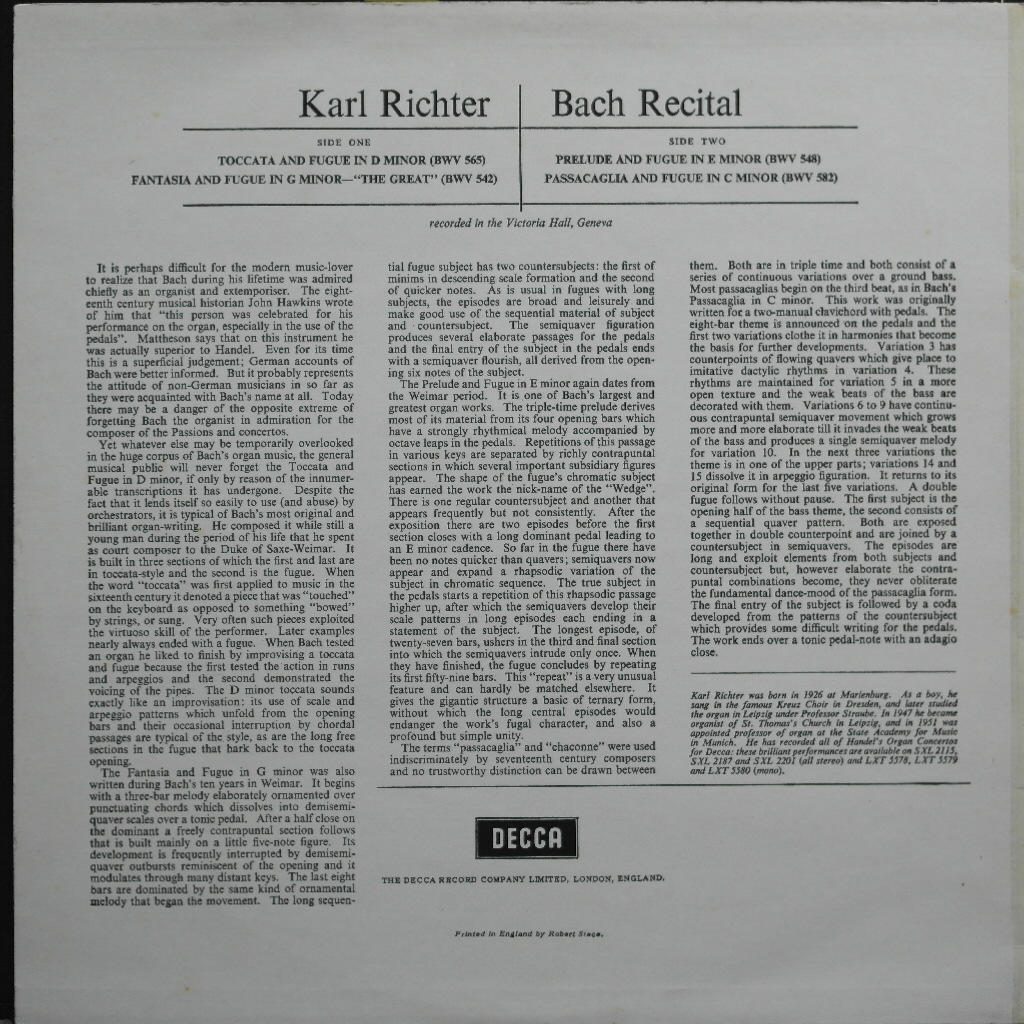 Karl Richter
Bach Recital
SIDE ONE
TOCCATA AND FUGUE IN D MINOR (BWV 565)
FANTASIA AND FUGUE IN G MINOR—"THE GREAT" (BWV 542)
SIDE TWO
PRELUDE AND FUGUE IN E MINOR (BWV 548)
PASSACAGLIA AND FUGUE IN C MINOR (BWV 582)
recorded in the Victoria Hall, Geneva
It is perhaps difficult for the modern music-lover
to realize that Bach during his lifetime was admired
chiefly as an organist and extemporiser. The eight-
eenth century musical historian John Hawkins wrote
of him that "this person was celebrated for his
performance on the organ, especially in the use of the
pedals". Mattheson says that on this instrument he
was actually superior to Handel. Even for its time
this is a superficial judgement; German accounts of
Bach were better informed. But it probably represents
the attitude of non-German musicians in so far as
they were acquainted with Bach's name at all. Today
there may be a danger of the opposite extreme of
forgetting Bach the organist in admiration for the
composer of the Passions and concertos.
Yet whatever else may be temporarily overlooked
in the huge corpus of Bach's organ music, the general
musical public will never forget the Toccata and
Fugue in D minor, if only by reason of the innumer-
able transcriptions it has undergone. Despite the
fact that it lends itself so easily to use (and abuse) by
orchestrators, it is typical of Bach's most original and
brilliant organ-writing. He composed it while still a
young man during the period of his life that he spent
as court composer to the Duke of Saxe-Weimar. It
is built in three sections of which the first and last are
in toccata-style and the second is the fugue. When
the word "toccata" was first applied to music in the
sixteenth century it denoted a piece that was "touched"
on the keyboard as opposed to something "bowed"
by strings, or sung. Very often such pieces exploited
the virtuoso skill of the performer. Later examples
nearly always ended with a fugue. When Bach tested
an organ he liked to finish by improvising a toccata
and fugue because the first tested the action in runs
and arpeggios and the second demonstrated the
voicing of the pipes. The D minor toccata sounds
exactly like an improvisation: its use of scale and
arpeggio patterns which unfold from the opening
bars and their occasional interruption by chordal
passages are typical of the style, as are the long free
sections in the fugue that hark back to the toccata
opening.
The Fantasia and Fugue in G minor was also
written during Bach's ten years in Weimar. It begins
with a three-bar melody elaborately ornamented over
punctuating chords which dissolves into demisemi-
quaver scales over a tonic pedal. After a half close on
the dominant a freely contrapuntal section follows
that is built mainly on a little five-note figure. Its
development is frequently interrupted by demisemi-
quaver outbursts reminiscent of the opening and it
modulates through many distant keys. The last eight
bars are dominated by the same kind of ornamental
melody that began the movement. The long sequen-
tial fugue subject has two countersubjects: the first of
minims in descending scale formation and the second
of quicker notes. As is usual in fugues with long
subjects, the episodes are broad and leisurely and
make good use of the sequential material of subject
and countersubject. The semiquaver figuration
produces several elaborate passages for the pedals
and the final entry of the subject in the pedals ends
with a semiquaver flourish, all derived from the open-
ing six notes of the subject.
The Prelude and Fugue in E minor again dates from
the Weimar period. It is one of Bach's largest and
greatest organ works. The triple-time prelude derives
most of its material from its four opening bars which
have a strongly rhythmical melody accompanied by
octave leaps in the pedals. Repetitions of this passage
in various keys are separated by richly contrapuntal
sections in which several important subsidiary figures
appear. The shape of the fugue's chromatic subject
has earned the work the nick-name of the "Wedge".
There is one regular countersubject and another that
appears frequently but not consistently. After the
exposition there are two episodes before the first
section closes with a long dominant pedal leading to
an E minor cadence. So far in the fugue there have
been no notes quicker than quavers; semiquavers now
appear and expand a rhapsodic variation of the
subject in chromatic sequence. The true subject in
the pedals starts a repetition of this rhapsodic passage
higher up, after which the semiquavers develop their
scale patterns in long episodes each ending in a
statement of the subject. The longest episode, of
twenty-seven bars, ushers in the third and final section
into which the semiquavers intrude only once. When
they have finished, the fugue concludes by repeating
its first fifty-nine bars. This "repeat" is a very unusual
feature and can hardly be matched elsewhere. It
gives the gigantic structure a basic of ternary form,
without which the long central episodes would
endanger the work's fugal character, and also a
profound but simple unity.
The terms "passacaglia" and "chaconne" were used
indiscriminately by seventeenth century composers
and no trustworthy distinction can be drawn between
them. Both are in triple time and both consist of a
series of continuous variations over a ground bass.
Most passacaglias begin on the third beat, as in Bach's
Passacaglia in C minor. This work was originally
written for a two-manual clavichord with pedals. The
eight-bar theme is announced on the pedals and the
first two variations clothe it in harmonies that become
the basis for further developments. Variation 3 has
counterpoints of flowing quavers which give place to
imitative dactylic rhythms in variation 4. These
rhythms are maintained for variation 5 in a more
open texture and the weak beats of the bass are
decorated with them. Variations 6 to 9 have continu-
ous contrapuntal semiquaver movement which grows
more and more elaborate till it invades the weak beats
of the bass and produces a single semiquaver melody
for variation 10. In the next three variations the
theme is in one of the upper parts; variations 14 and
15 dissolve it in arpeggio figuration. It returns to its
original form for the last five variations. A double
fugue follows without pause. The first subject is the
opening half of the bass theme, the second consists of
a sequential quaver pattern. Both are exposed
together in double counterpoint and are joined by a
countersubject in semiquavers. The episodes are
long and exploit elements from both subjects and
countersubject but, however elaborate the contra-
puntal combinations become, they never obliterate
the fundamental dance-mood of the passacaglia form.
The final entry of the subject is followed by a coda
developed from the patterns of the countersubject
which provides some difficult writing for the pedals.
The work ends over a tonic pedal-note with an adagio
close.
Karl Richter was born in 1926 at Marienburg. As a boy, he
sang in the famous Kreuz Choir in Dresden, and later studied
the organ in Leipzig under Professor Straube. In 1947 he became
organist of St. Thomas's Church in Leipzig, and in 1951 was
appointed professor of organ at the State Academy for Music
in Munich. He has recorded all of Handel's Organ Concertos
for Decca: these brilliant performances are available on SXL 2115,
SXL 2187 and SXL 2201 (all stereo) and LXT 5578, LXT 5579
and LXT 5580 (mono).
DECCA
THE DECCA RECORD COMPANY LIMITED, LONDON, ENGLAND.
Printed in England by Robert Stace.